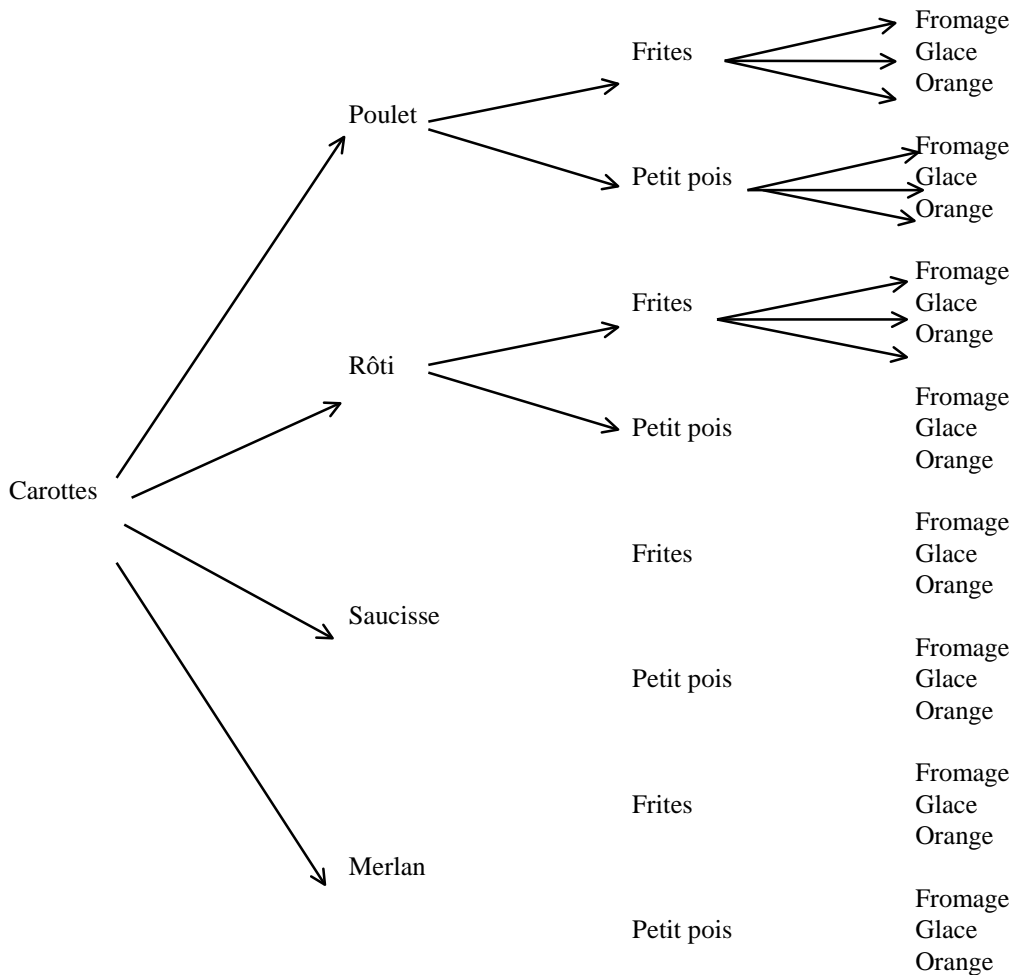 Fromage
Frites
Glace
Orange
Poulet
Fromage
Petit pois
Glace
Orange
Fromage
Frites
Glace
Orange
Rôti
Fromage
Petit pois
Glace
Orange
Carottes
Fromage
Frites
Glace
Orange
Saucisse
Fromage
Petit pois
Glace
Orange
Fromage
Frites
Glace
Orange
Merlan
Fromage
Petit pois
Glace
Orange